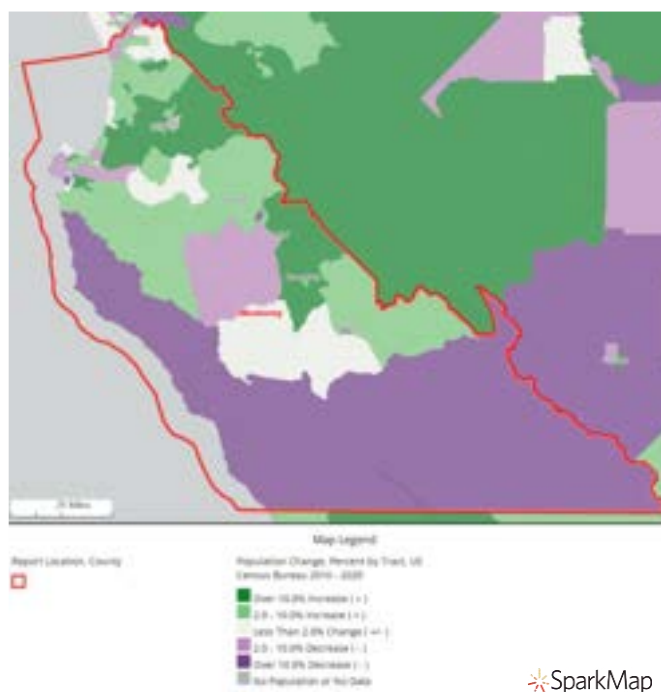 Monterey
Map Legend
Report Location, County
Population Change, Percent by Tract, US
Census Bureau 2010 - 2020
Over 10.0% Increase ( + )
2.0 - 10.0% Increase ( + )
Less Than 2.0% Change ( +/- )
2.0 - 10.0% Decrease ( - )
Over 10.0% Decrease ( - )
No Population or No Data
SparkMap